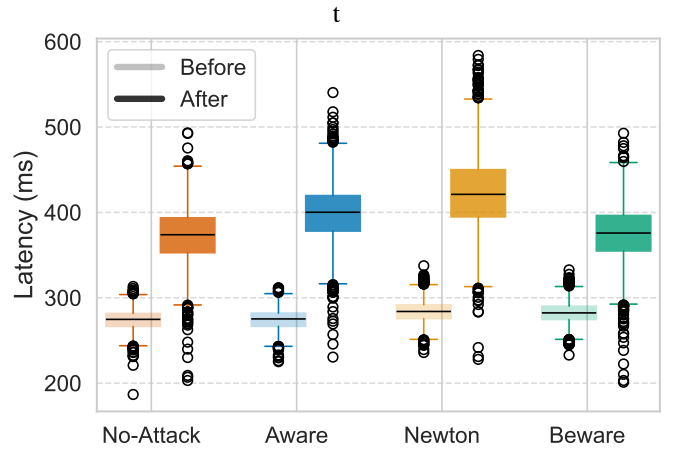 t
600
500
400
300
200
Latency (ms)
Before
After
No-Attack
Aware
Newton
Beware